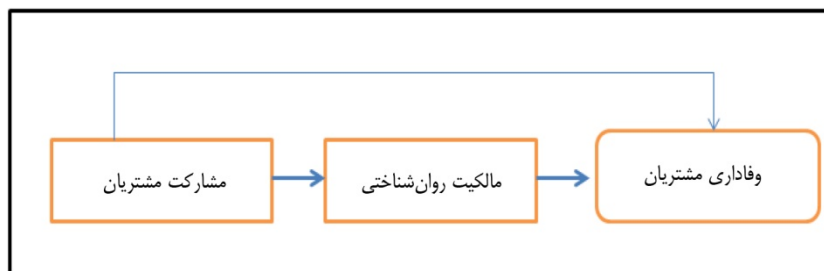 مشارکت مشتریان
مالکیت روان‌شناختی
وفاداری مشتریان